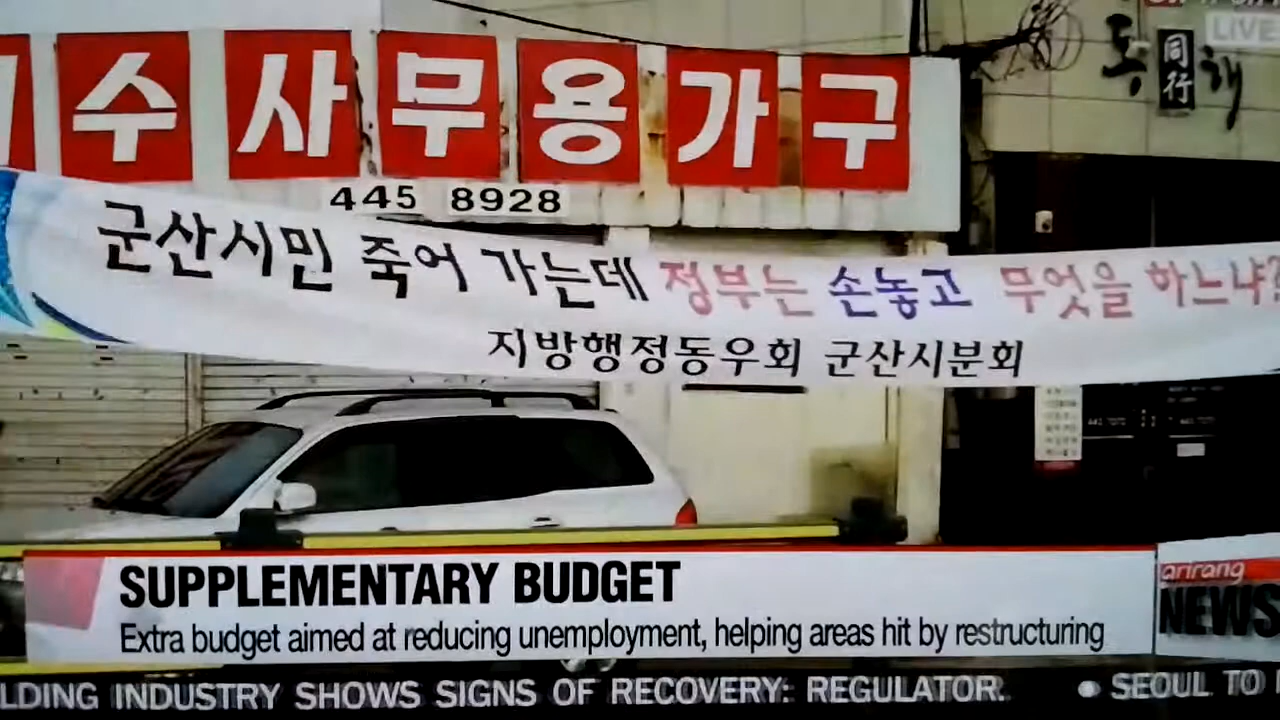 LIVE
수사무용가구
동 同行 해
445 8928
군산시민 죽어 가는데 정부는 손놓고 무엇을 하느냐?
지방행정동우회 군산시분회
SUPPLEMENTARY BUDGET
Extra budget aimed at reducing unemployment, helping areas hit by restructuring
arirang
NEWS
LDING INDUSTRY SHOWS SIGNS OF RECOVERY: REGULATOR. • SEOUL TO